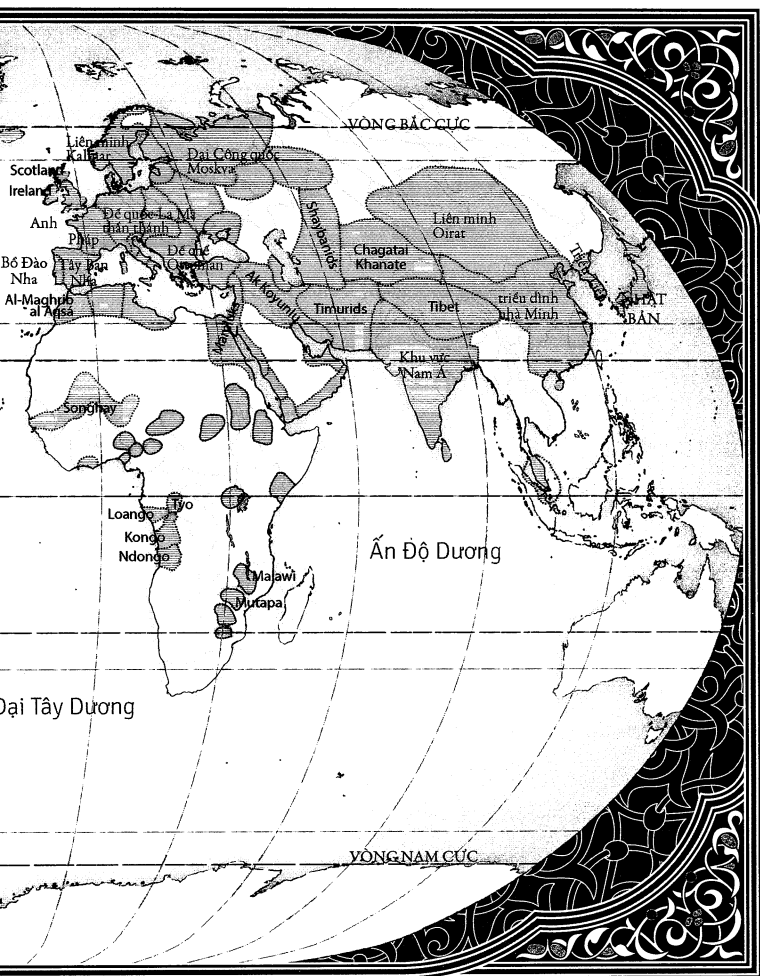 VÒNG BẮC CỰC
Liên minh
Kalmar
Đại Công quốc
Moskva
Scotland
Ireland
Anh
Đế quốc La Mã
thần thánh
Pháp
Đế chế
Ottoman
Bồ Đào
Nha
Tây Ban
Nha
Al-Maghrib
al Aqsá
Shaybanids
Liên minh
Oirat
Chagatai
Khanate
Ak Koyunlu
Timurids
Tibet
triều đình
nhà Minh
NHẬT
BẢN
Mamluks
Khu vực
Nam Á
Songhay
Tyo
Loango
Kongo
Ndongo
Malawi
Mutapa
Ấn Độ Dương
Đại Tây Dương
VÒNG NAM CỰC